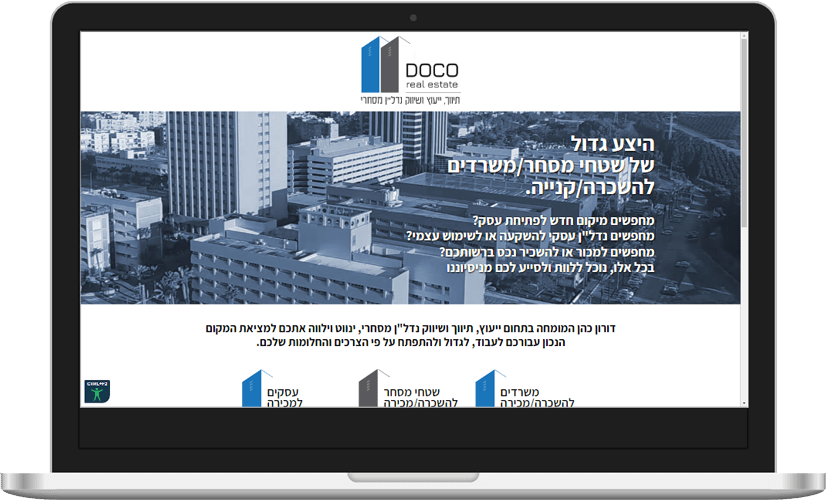 DOCO
real estate
תיווך, ייעוץ ושיווק נדל"ן מסחרי
היצע גדול
של שטחי מסחר/משרדים
להשכרה/קנייה.
מחפשים מיקום חדש לפתיחת עסק?
מחפשים נדל"ן עסקי להשקעה או לשימוש עצמי?
מחפשים למכור או להשכיר נכס ברשותכם?
בכל אלו, נוכל ללוות ולסייע לכם מניסיוננו
דורון כהן המומחה בתחום ייעוץ, תיווך ושיווק נדל"ן מסחרי, ינווט וילווה אתכם למציאת המקום
הנכון עבורכם לעבוד, לגדול ולהתפתח על פי הצרכים והחלומות שלכם.
משרדים
להשכרה/מכירה
שטחי מסחר
להשכרה/מכירה
עסקים
למכירה